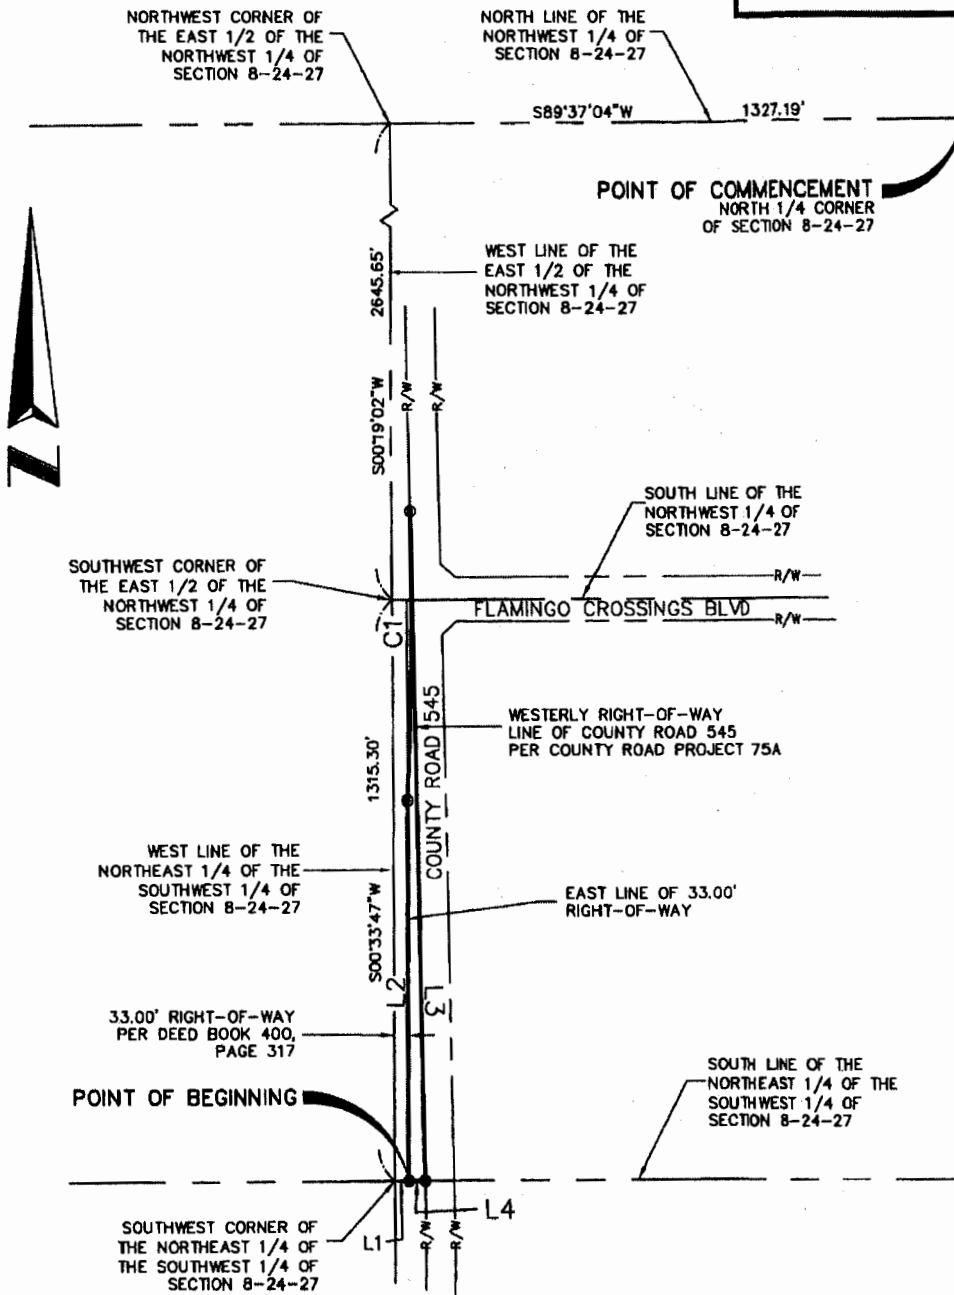 NORTHWEST CORNER OF
THE EAST 1/2 OF THE
NORTHWEST 1/4 OF
SECTION 8-24-27
NORTH LINE OF THE
NORTHWEST 1/4 OF
SECTION 8-24-27
S89°37'04"W
1327.19'
POINT OF COMMENCEMENT
NORTH 1/4 CORNER
OF SECTION 8-24-27
WEST LINE OF THE
EAST 1/2 OF THE
NORTHWEST 1/4 OF
SECTION 8-24-27
2645.65'
S00°19'02"W
R/W
R/W
N
SOUTH LINE OF THE
NORTHWEST 1/4 OF
SECTION 8-24-27
SOUTHWEST CORNER OF
THE EAST 1/2 OF THE
NORTHWEST 1/4 OF
SECTION 8-24-27
R/W
FLAMINGO CROSSINGS BLVD
R/W
C1
WESTERLY RIGHT-OF-WAY
LINE OF COUNTY ROAD 545
PER COUNTY ROAD PROJECT 75A
COUNTY ROAD 545
1315.30'
WEST LINE OF THE
NORTHEAST 1/4 OF THE
SOUTHWEST 1/4 OF
SECTION 8-24-27
EAST LINE OF 33.00'
RIGHT-OF-WAY
S00°33'47"W
L2
L3
33.00' RIGHT-OF-WAY
PER DEED BOOK 400,
PAGE 317
SOUTH LINE OF THE
NORTHEAST 1/4 OF THE
SOUTHWEST 1/4 OF
SECTION 8-24-27
POINT OF BEGINNING
L4
SOUTHWEST CORNER OF
THE NORTHEAST 1/4 OF
THE SOUTHWEST 1/4 OF
SECTION 8-24-27
L1
R/W
R/W